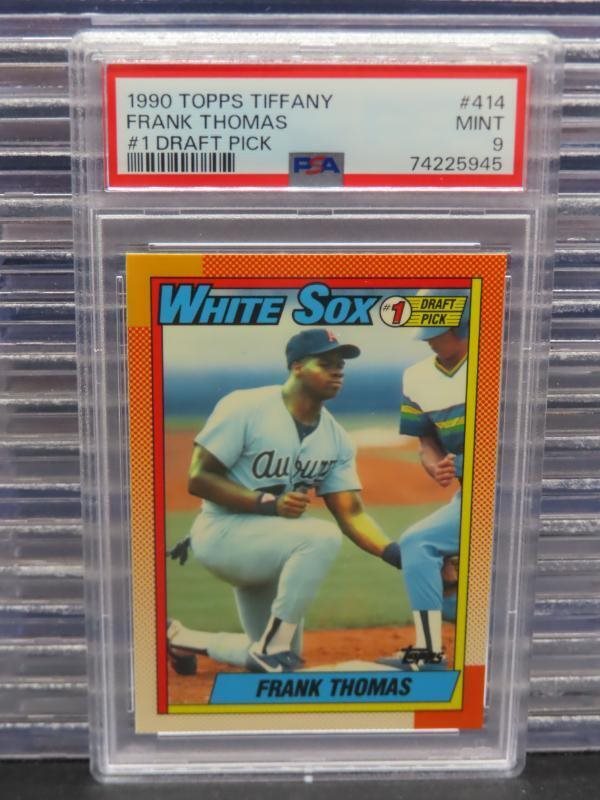 1990 TOPPS TIFFANY #414
FRANK THOMAS MINT
#1 DRAFT PICK 9
PSA 74225945
WHITE SOX #1 DRAFT PICK
A
Auburn
topps
FRANK THOMAS